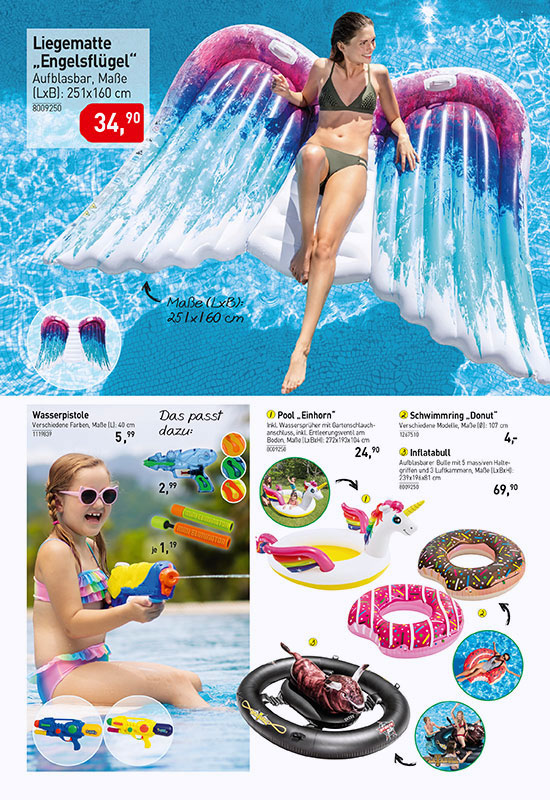 Liegematte
„Engelsflügel“
Aufblasbar, Maße
(LxB): 251x160 cm
8009250
34,90
Maße (LxB):
251x160 cm
Wasserpistole
Verschiedene Farben, Maße (L): 40 cm
1119839
5,99
Das passt
dazu:
2,99
je 1,19
1 Pool „Einhorn“
Inkl. Wassersprüher mit Gartenschlauch-
anschluss, inkl. Entleerungsventil am
Boden, Maße (LxBxH): 272x193x104 cm
8009250
24,90
2 Schwimmring „Donut“
Verschiedene Modelle, Maße (Ø): 107 cm
1267510
4,-
3 Inflatabull
Aufblasbarer Bulle mit 5 massiven Halte-
griffen und 3 Luftkammern, Maße (LxBxH):
239x196x81 cm
8009250
69,90
1
2
3